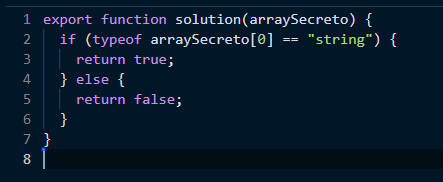 1 export function solution(arraySecreto) {
2   if (typeof arraySecreto[0] == "string") {
3     return true;
4   } else {
5     return false;
6   }
7 }
8